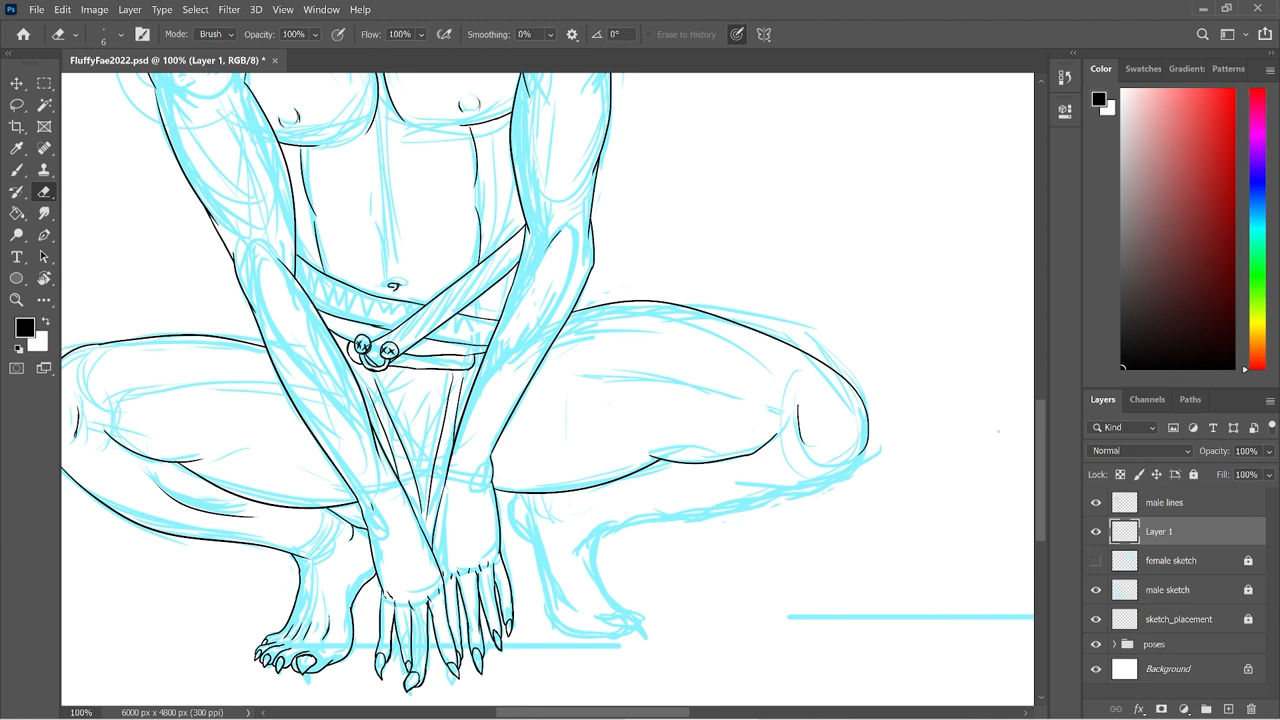 Ps File Edit Image Layer Type Select Filter 3D View Window Help
6 Mode: Brush Opacity: 100% Flow: 100% Smoothing: 0% 0° Erase to History
FluffyFae2022.psd @ 100% (Layer 1, RGB/8) * ×
Color Swatches Gradient: Patterns
Layers Channels Paths
Kind
Normal Opacity: 100%
Lock: Fill: 100%
male lines
Layer 1
female sketch
male sketch
sketch_placement
poses
Background
100% 6000 px x 4800 px (300 ppi)